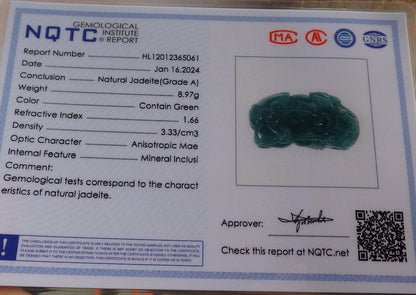 NQTC GEMOLOGICAL INSTITUTE ® REPORT
MA AL GNRS
Report Number HL12012365061
Date Jan 16,2024
Conclusion Natural Jadeite(Grade A)
Weight 8.97g
Color Contain Green
Refractive Index 1.66
Density 3.33/cm3
Optic Character Anisotropic Mae
Internal Feature Mineral Inclusi
Comment:
Gemological tests correspond to the charact
eristics of natural jadeite.
Approver:
Check this report at NQTC.net
!